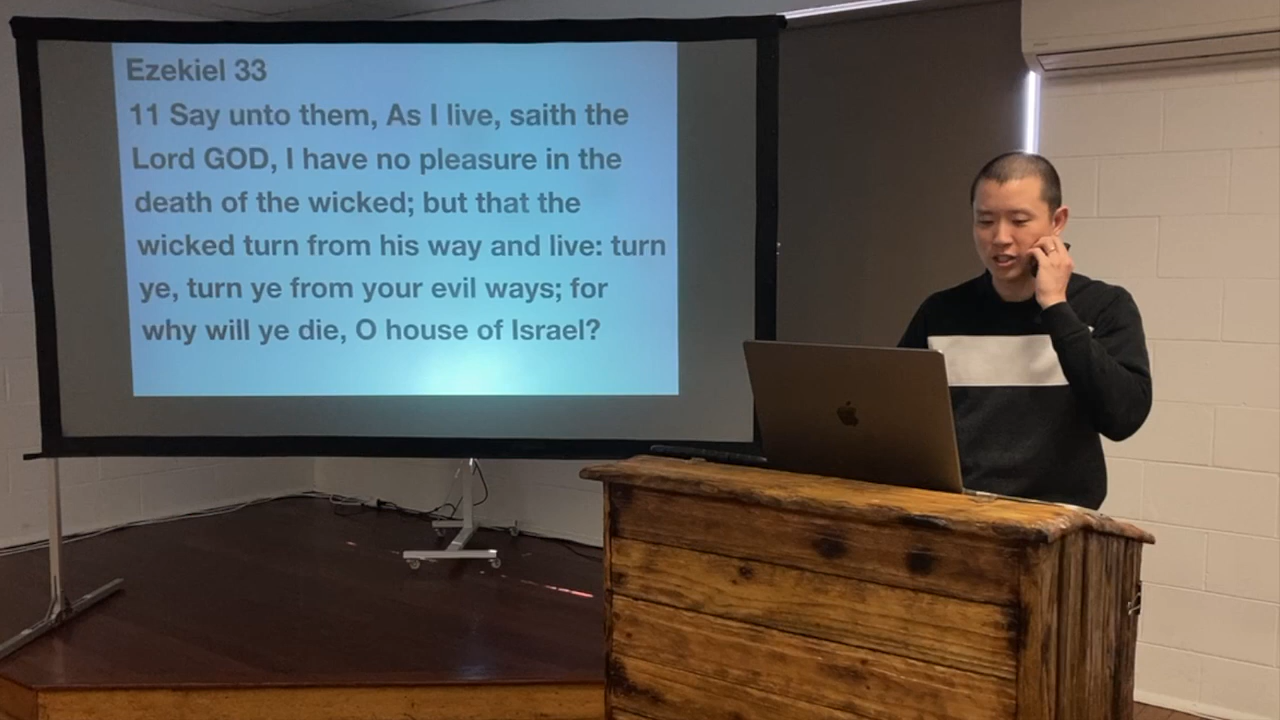 Ezekiel 33
11 Say unto them, As I live, saith the
Lord GOD, I have no pleasure in the
death of the wicked; but that the
wicked turn from his way and live: turn
ye, turn ye from your evil ways; for
why will ye die, O house of Israel?